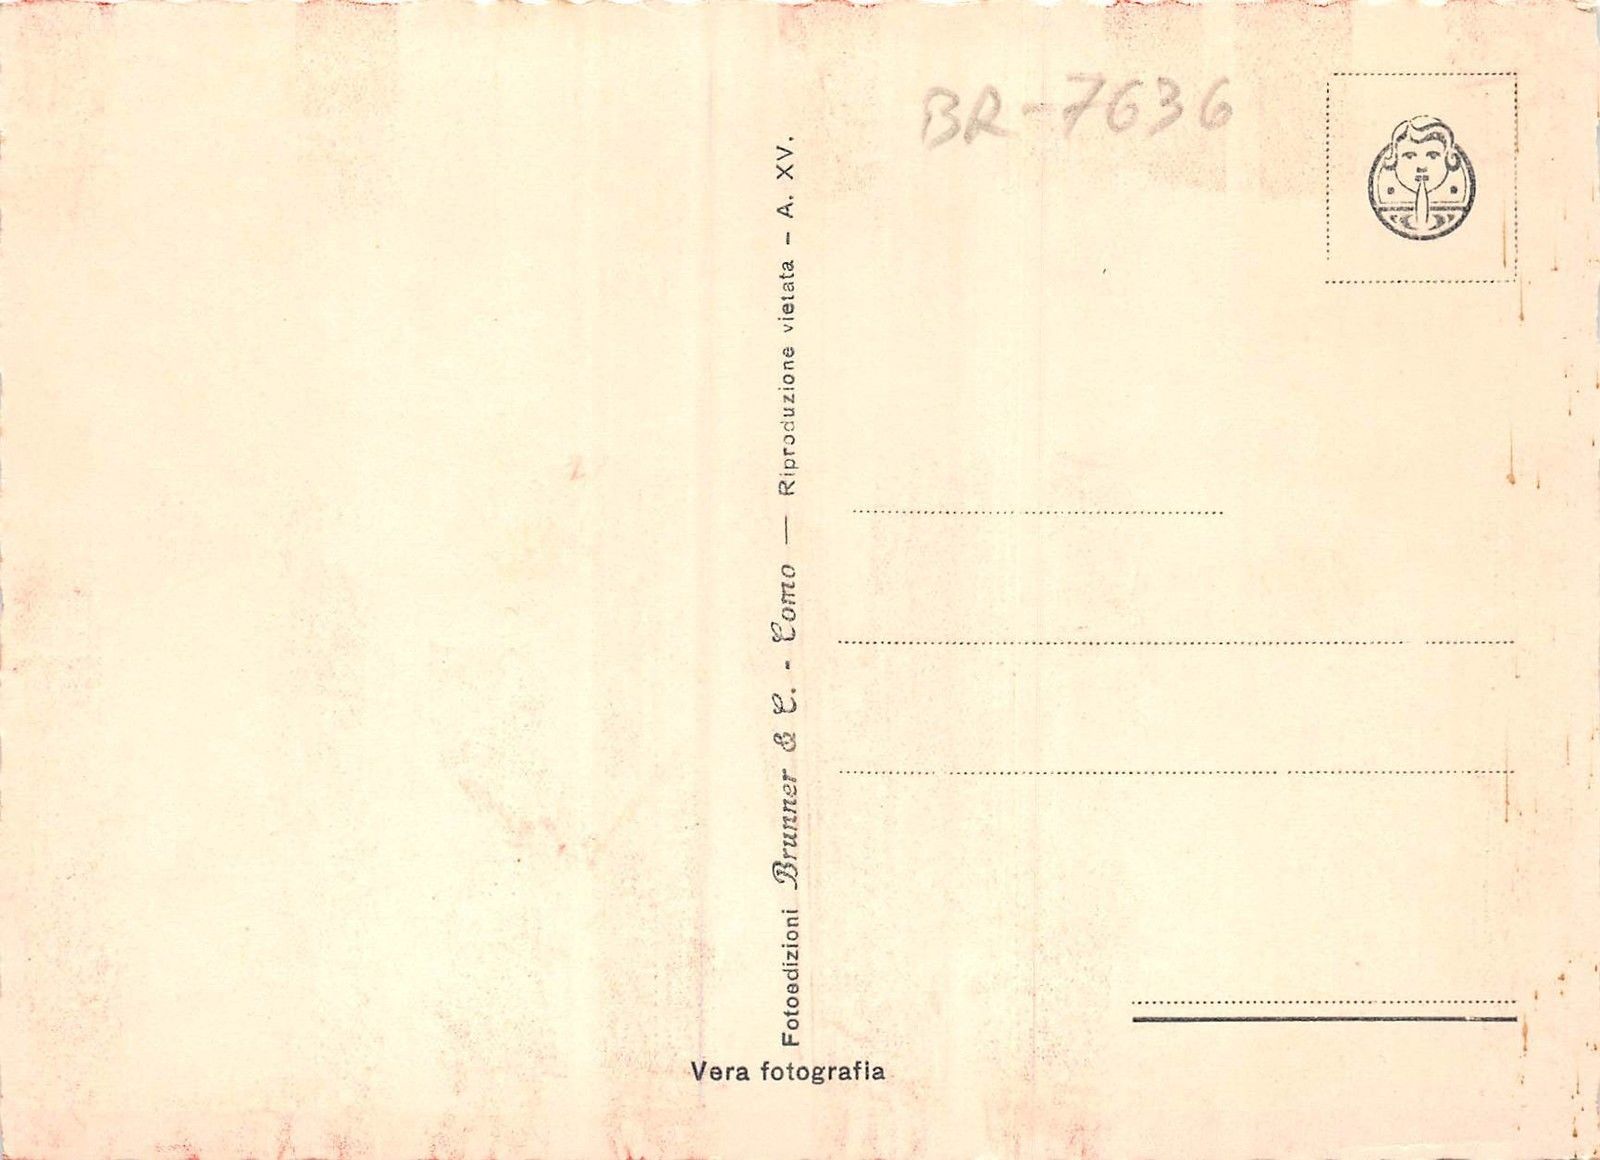 BR-7636
Fotoedizioni Brunner & C. - Como — Riproduzione vietata - A. XV.
Vera fotografia